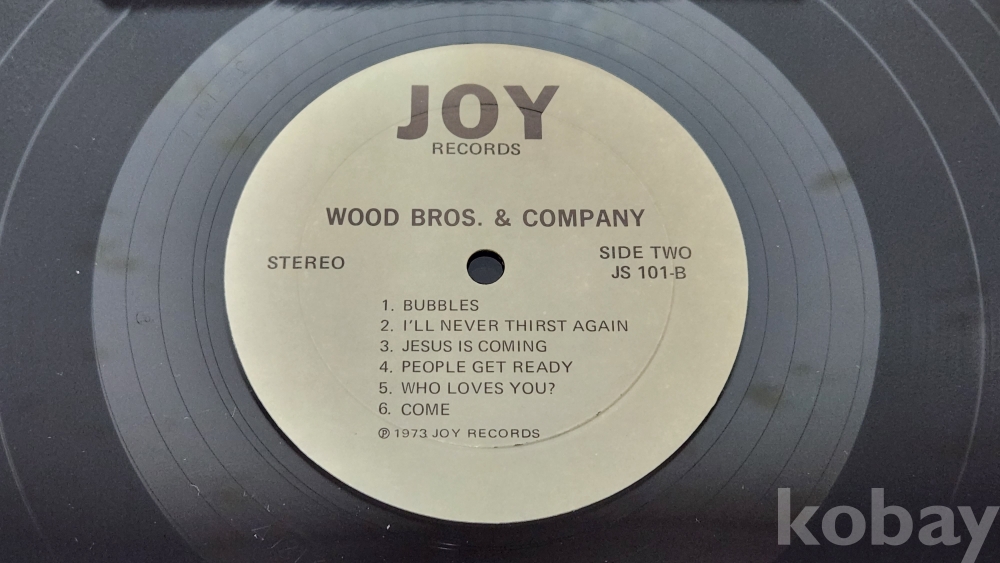 JOY
RECORDS
WOOD BROS. & COMPANY
STEREO
SIDE TWO
JS 101-B
1. BUBBLES
2. I'LL NEVER THIRST AGAIN
3. JESUS IS COMING
4. PEOPLE GET READY
5. WHO LOVES YOU?
6. COME
℗ 1973 JOY RECORDS
kobay